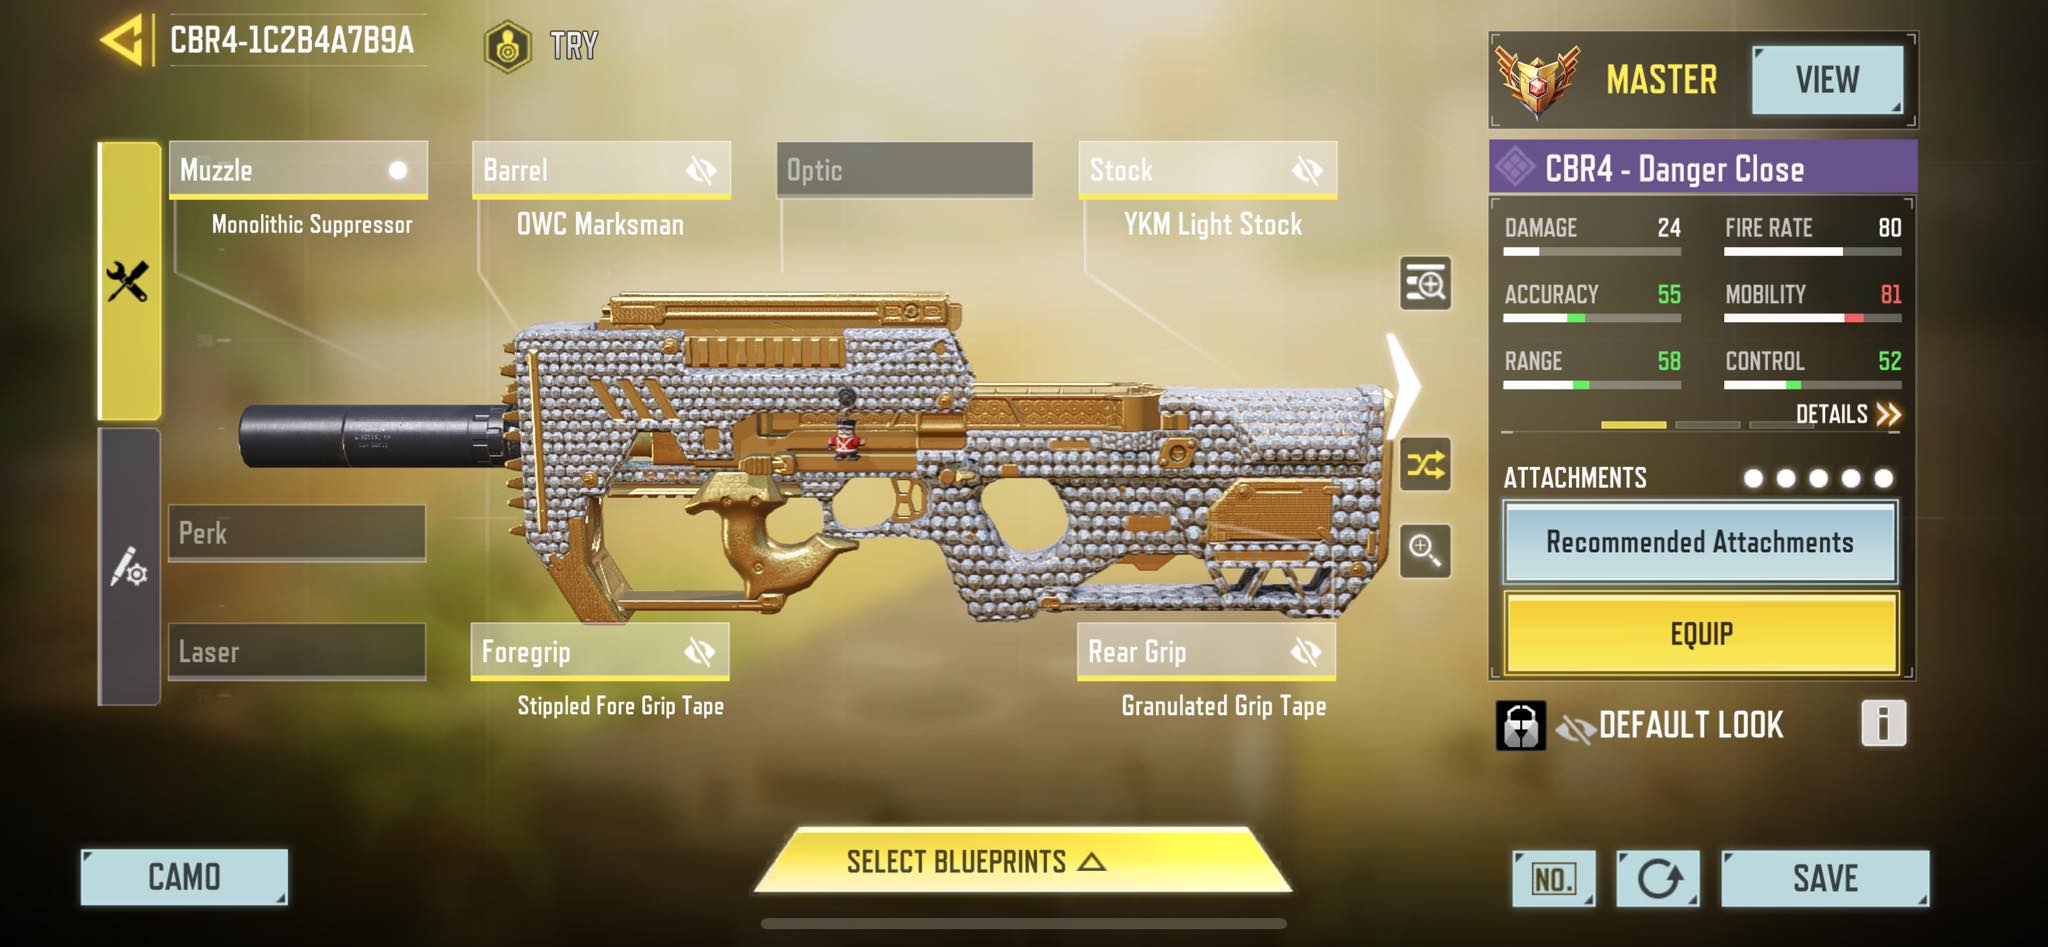 CBR4-1C2B4A7B9A
TRY
MASTER
VIEW
Muzzle
Monolithic Suppressor
Barrel
OWC Marksman
Optic
Stock
YKM Light Stock
CBR4 - Danger Close
DAMAGE 24
FIRE RATE 80
ACCURACY 55
MOBILITY 81
RANGE 58
CONTROL 52
DETAILS
ATTACHMENTS
Recommended Attachments
EQUIP
Perk
Laser
Foregrip
Stippled Fore Grip Tape
Rear Grip
Granulated Grip Tape
DEFAULT LOOK
i
CAMO
SELECT BLUEPRINTS
NO.
SAVE